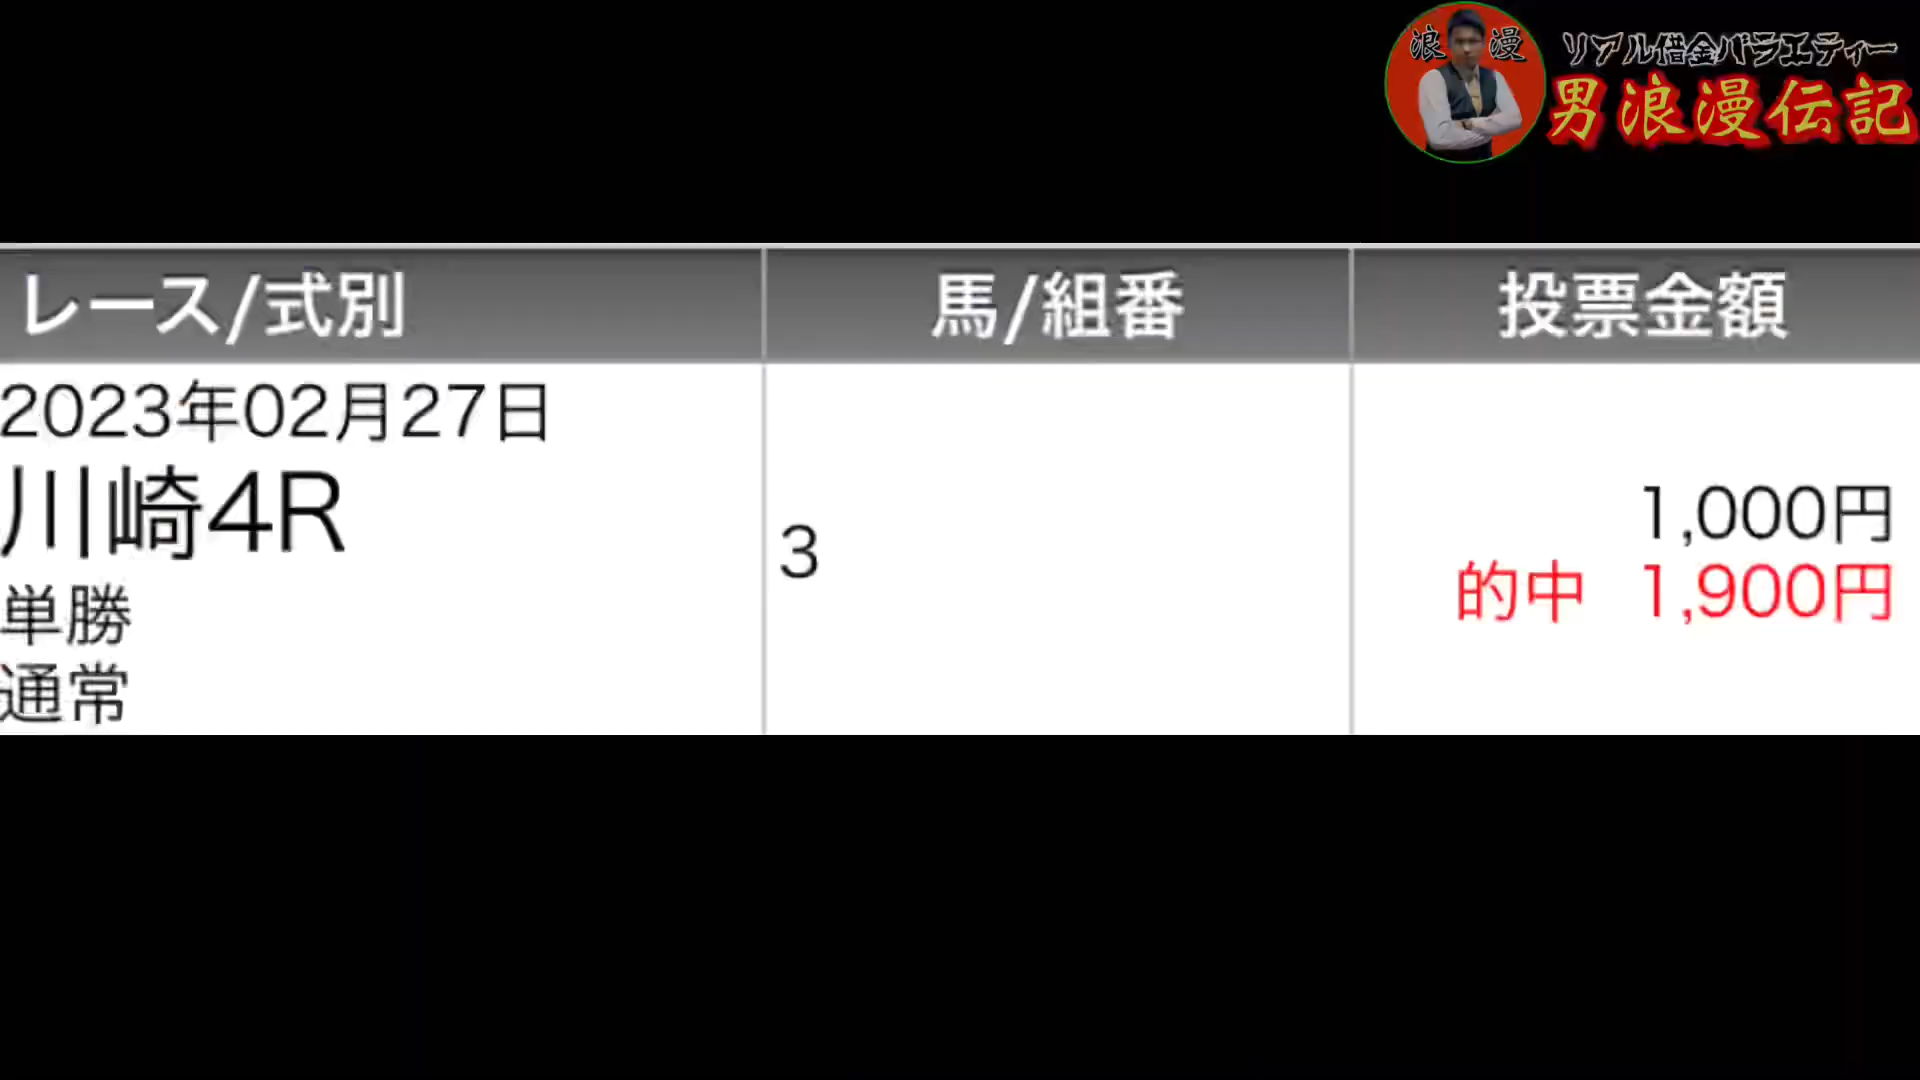 浪 漫
リアル借金バラエティー
男浪漫伝記
レース/式別 馬/組番 投票金額
2023年02月27日
川崎4R
単勝
通常
3
1,000円
的中 1,900円